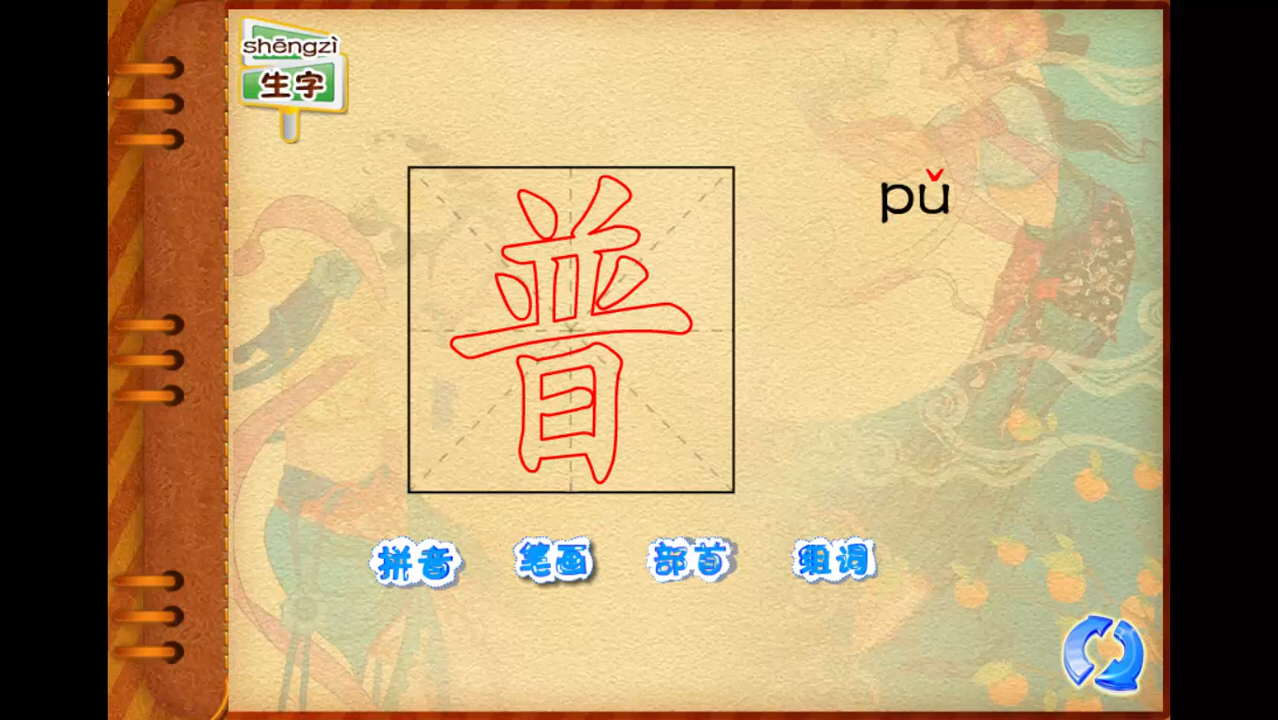 shēngzì
生字
普
pǔ
拼音 笔画 部首 组词